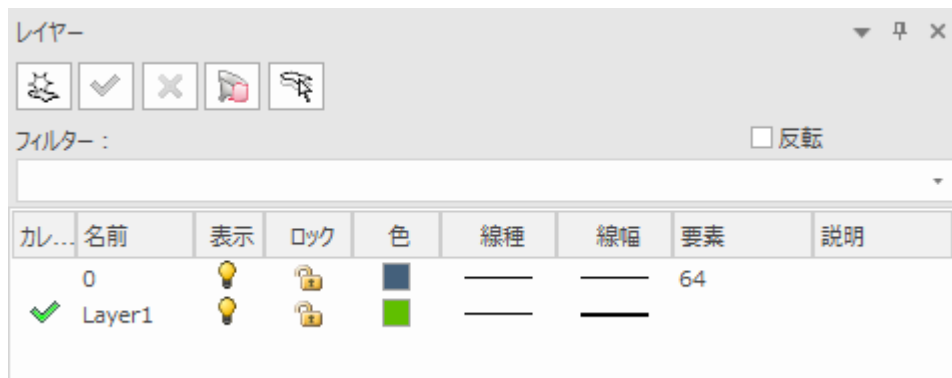 レイヤー
フィルター :
反転
カレ... 名前 表示 ロック 色 線種 線幅 要素 説明
0 64
Layer1